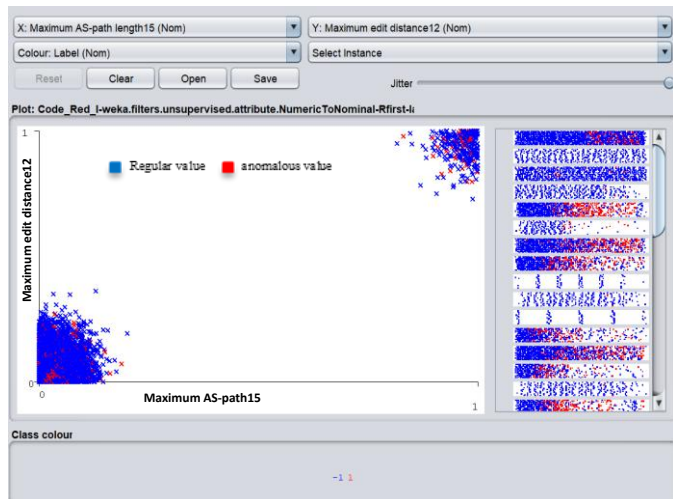 X: Maximum AS-path length15 (Nom)
Y: Maximum edit distance12 (Nom)
Colour: Label (Nom)
Select Instance
Reset
Clear
Open
Save
Jitter
Plot: Code_Red_I-weka.filters.unsupervised.attribute.NumericToNominal-Rfirst-l
1
Regular value
anomalous value
Maximum edit distance12
0
0
Maximum AS-path15
1
Class colour
-1 1